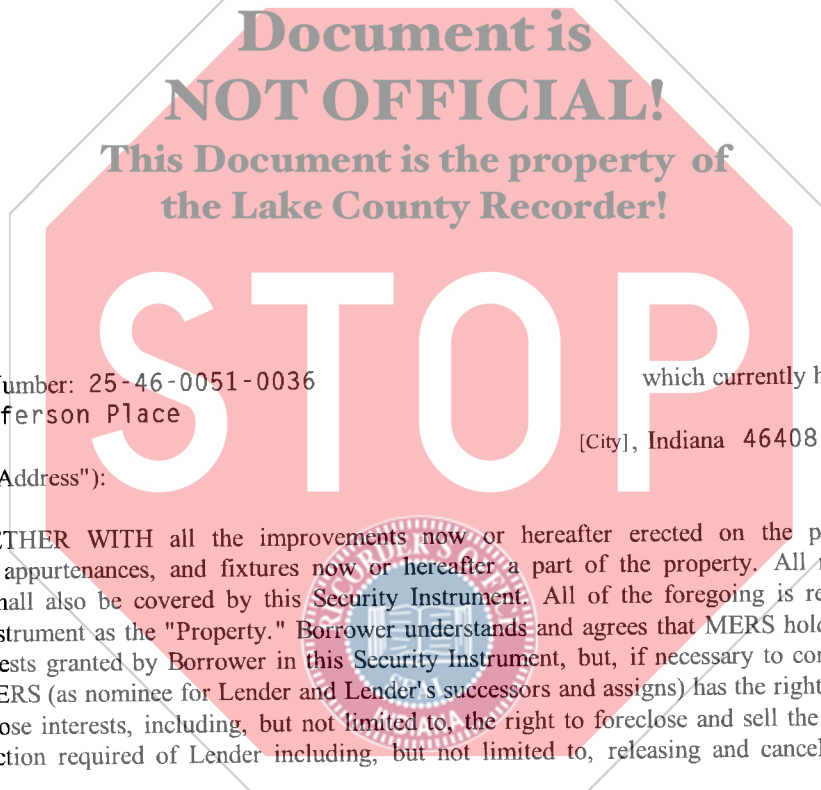 Document is
NOT OFFICIAL!
This Document is the property of
the Lake County Recorder!
STOP
umber: 25-46-0051-0036 which currently h
ferson Place
[City], Indiana 46408
Address"):
ETHER WITH all the improvements now or hereafter erected on the p
appurtenances, and fixtures now or hereafter a part of the property. All r
hall also be covered by this Security Instrument. All of the foregoing is re
strument as the "Property." Borrower understands and agrees that MERS hold
ests granted by Borrower in this Security Instrument, but, if necessary to con
ERS (as nominee for Lender and Lender's successors and assigns) has the right
ose interests, including, but not limited to, the right to foreclose and sell the
ction required of Lender including, but not limited to, releasing and cancel
RECORDER'S OFFICE
SEAL
INDIANA